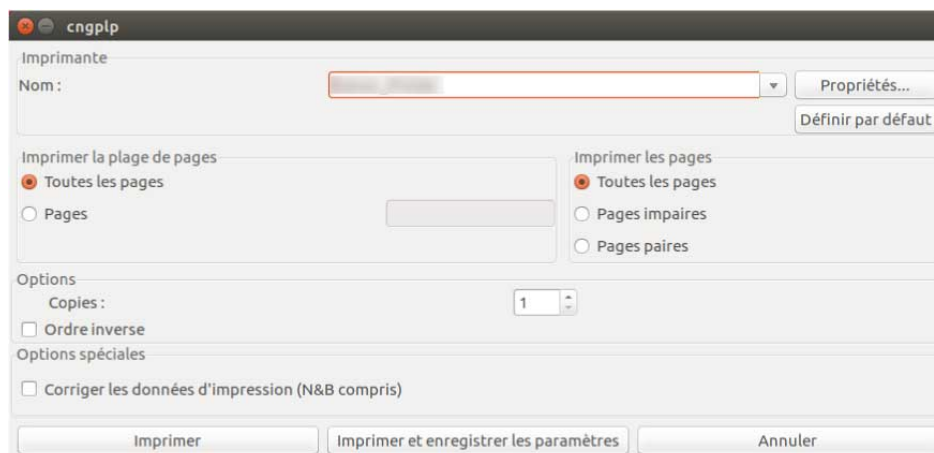 cngplp
Imprimante
Nom :
Propriétés...
Définir par défaut
Imprimer la plage de pages
Toutes les pages
Pages
Imprimer les pages
Toutes les pages
Pages impaires
Pages paires
Options
Copies :
1
Ordre inverse
Options spéciales
Corriger les données d'impression (N&B compris)
Imprimer
Imprimer et enregistrer les paramètres
Annuler